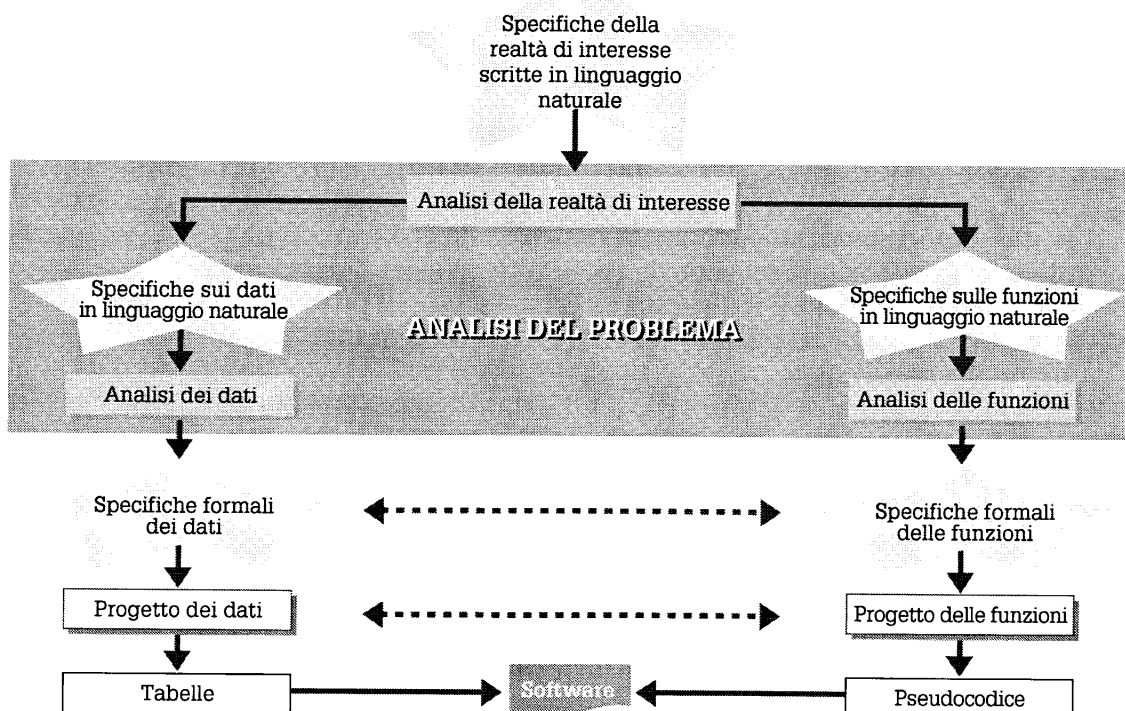 Specifiche della
realtà di interesse
scritte in linguaggio
naturale
Analisi della realtà di interesse
Specifiche sui dati
in linguaggio naturale
Specifiche sulle funzioni
in linguaggio naturale
ANALISI DEL PROBLEMA
Analisi dei dati
Analisi delle funzioni
Specifiche formali
dei dati
Specifiche formali
delle funzioni
Progetto dei dati
Progetto delle funzioni
Tabelle
Software
Pseudocodice